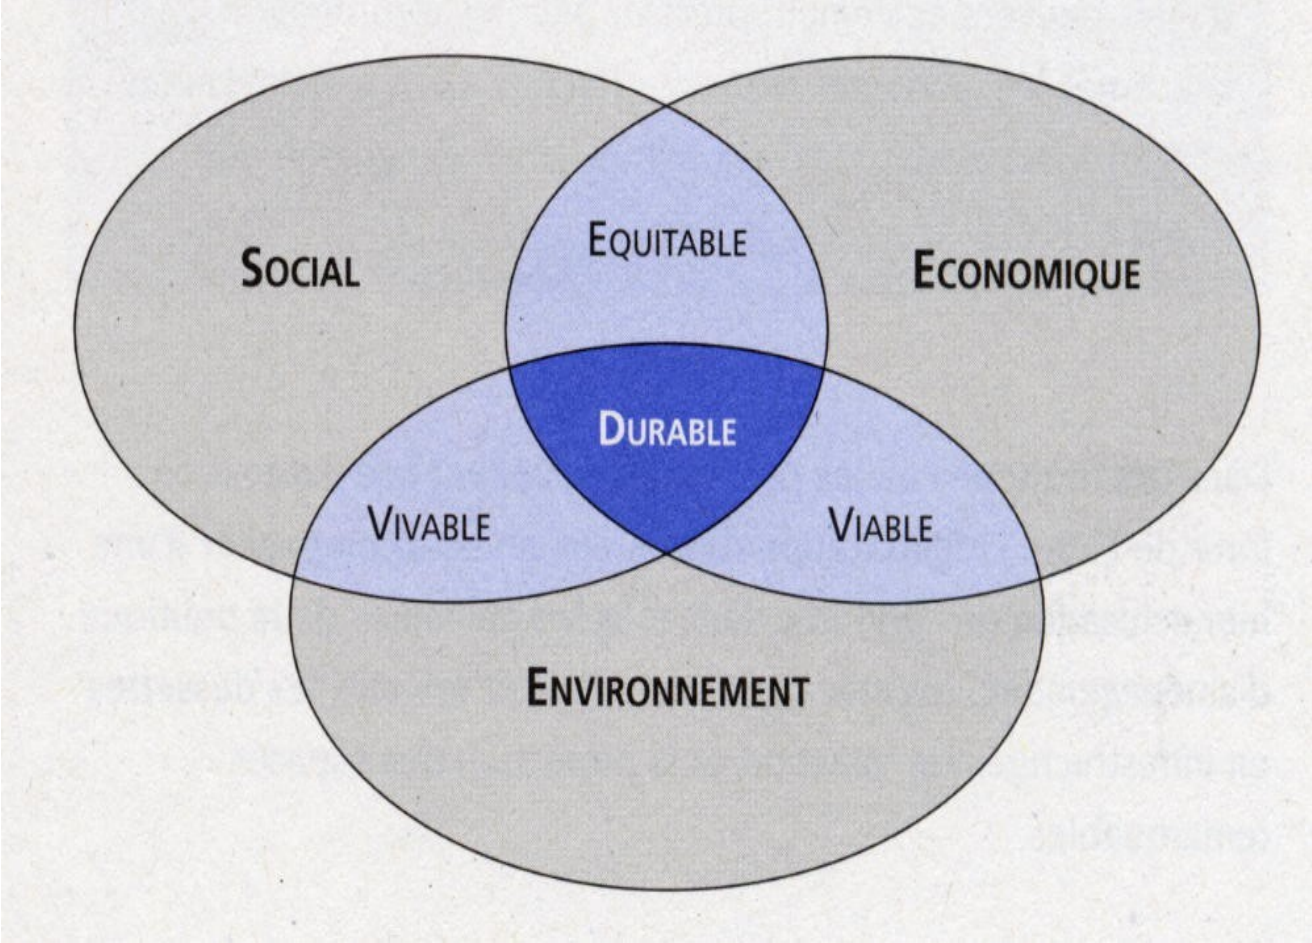 EQUITABLE
SOCIAL
ECONOMIQUE
DURABLE
VIVABLE
VIABLE
ENVIRONNEMENT